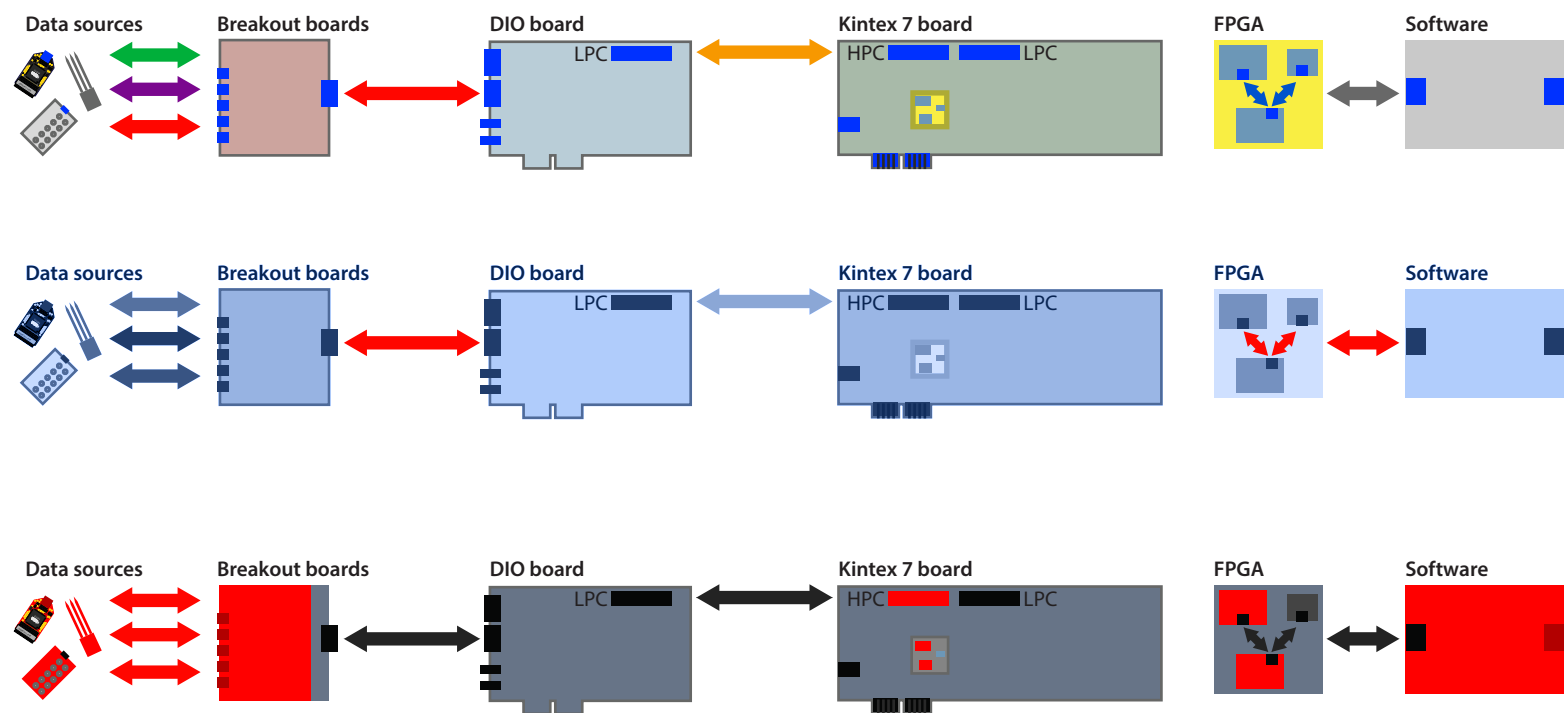 Data sources
Breakout boards
DIO board
Kintex 7 board
FPGA
Software
LPC
HPC
LPC
Data sources
Breakout boards
DIO board
Kintex 7 board
FPGA
Software
LPC
HPC
LPC
Data sources
Breakout boards
DIO board
Kintex 7 board
FPGA
Software
LPC
HPC
LPC